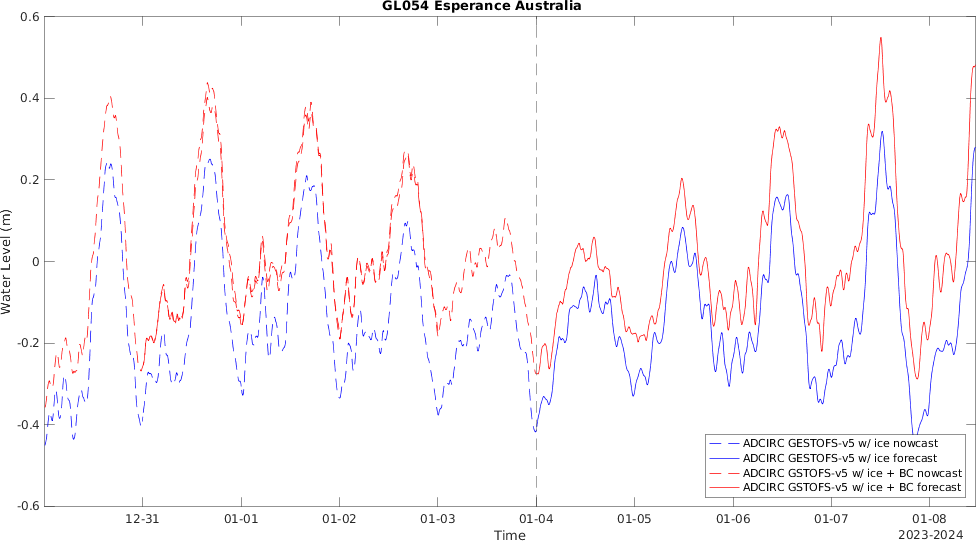 GL054 Esperance Australia
0.6
0.4
0.2
0
-0.2
-0.4
-0.6
Water Level (m)
ADCIRC GESTOFS-v5 w/ ice nowcast
ADCIRC GESTOFS-v5 w/ ice forecast
ADCIRC GSTOFS-v5 w/ ice + BC nowcast
ADCIRC GSTOFS-v5 w/ ice + BC forecast
12-31 01-01 01-02 01-03 01-04 01-05 01-06 01-07 01-08
Time
2023-2024